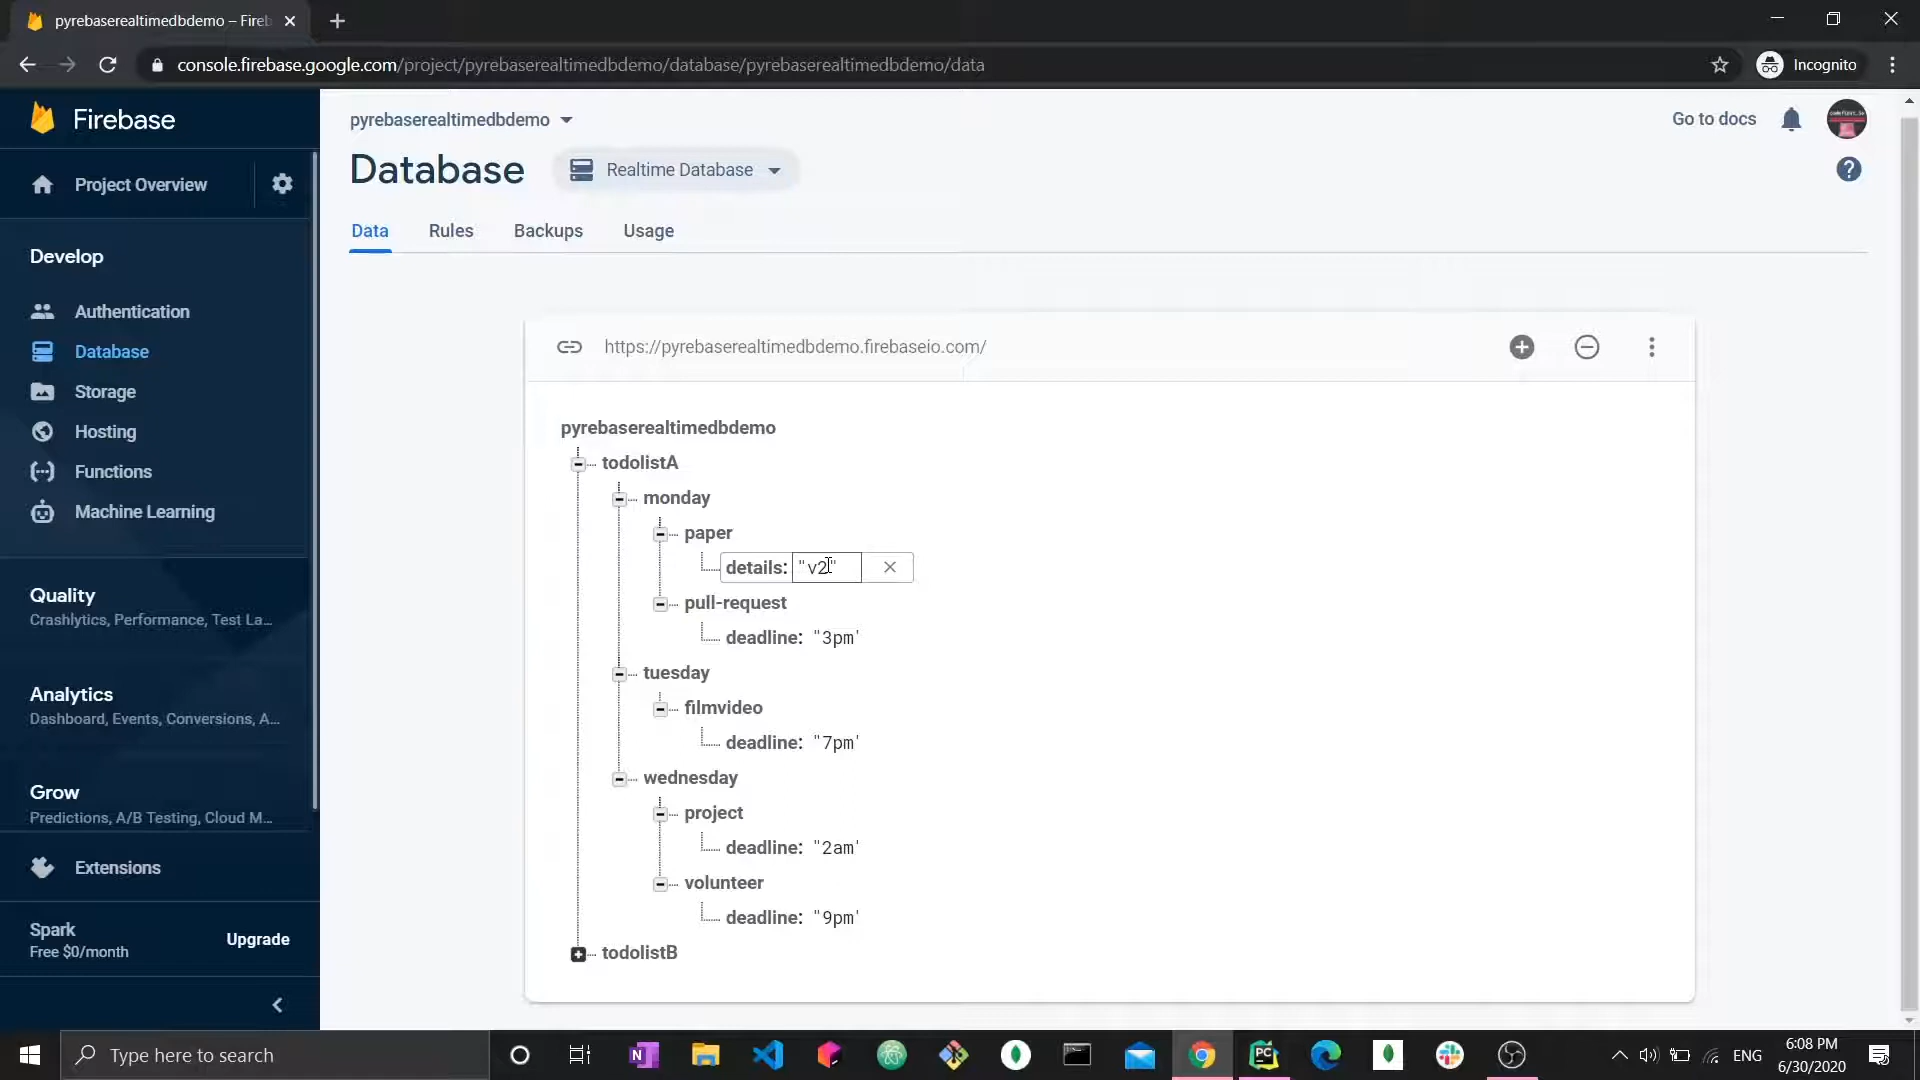 pyrebaserealtimedbdemo – Fireb
console.firebase.google.com/project/pyrebaserealtimedbdemo/database/pyrebaserealtimedbdemo/data
Incognito
Firebase
pyrebaserealtimedbdemo
Go to docs
Project Overview
Database
Realtime Database
Data
Rules
Backups
Usage
Develop
Authentication
Database
Storage
Hosting
Functions
Machine Learning
Quality
Crashlytics, Performance, Test La...
Analytics
Dashboard, Events, Conversions, A...
Grow
Predictions, A/B Testing, Cloud M...
Extensions
Spark
Free $0/month
Upgrade
https://pyrebaserealtimedbdemo.firebaseio.com/
pyrebaserealtimedbdemo
todolistA
monday
paper
details: "v2"
pull-request
deadline: "3pm'
tuesday
filmvideo
deadline: "7pm'
wednesday
project
deadline: "2am'
volunteer
deadline: "9pm'
todolistB
Type here to search
ENG
6:08 PM
6/30/2020